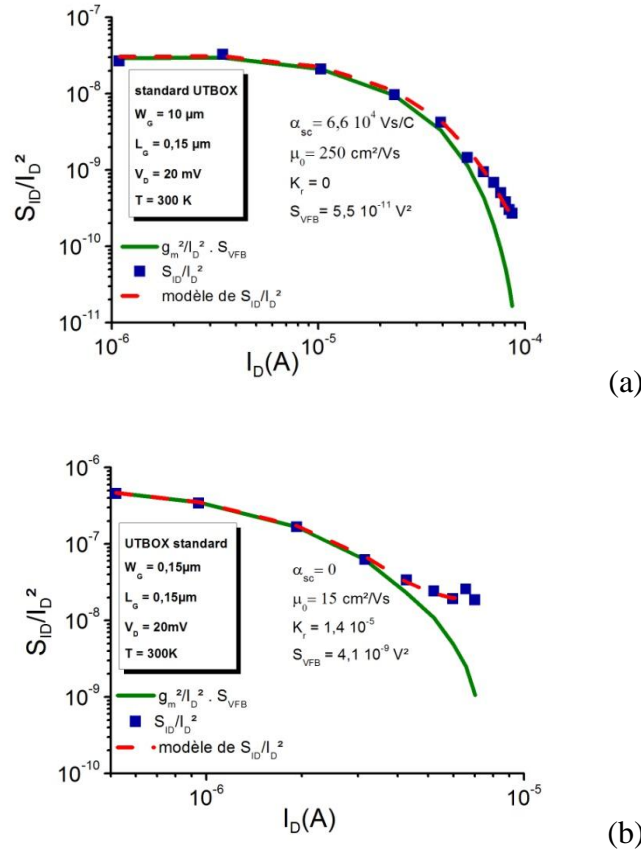 10⁻⁷
10⁻⁸
10⁻⁹
10⁻¹⁰
10⁻¹¹
S_ID/I_D²
standard UTBOX
W_G = 10 µm
L_G = 0,15 µm
V_D = 20 mV
T = 300 K
α_sc = 6,6 10⁴ Vs/C
µ₀ = 250 cm²/Vs
K_r = 0
S_VFB = 5,5 10⁻¹¹ V²
g_m²/I_D² . S_VFB
S_ID/I_D²
modèle de S_ID/I_D²
10⁻⁶
10⁻⁵
10⁻⁴
I_D(A)
(a)
10⁻⁶
10⁻⁷
10⁻⁸
10⁻⁹
10⁻¹⁰
S_ID/I_D²
UTBOX standard
W_G = 0,15µm
L_G = 0,15µm
V_D = 20mV
T = 300K
α_sc = 0
µ₀ = 15 cm²/Vs
K_r = 1,4 10⁻⁵
S_VFB = 4,1 10⁻⁹ V²
g_m²/I_D² . S_VFB
S_ID/I_D²
modèle de S_ID/I_D²
10⁻⁶
10⁻⁵
I_D(A)
(b)